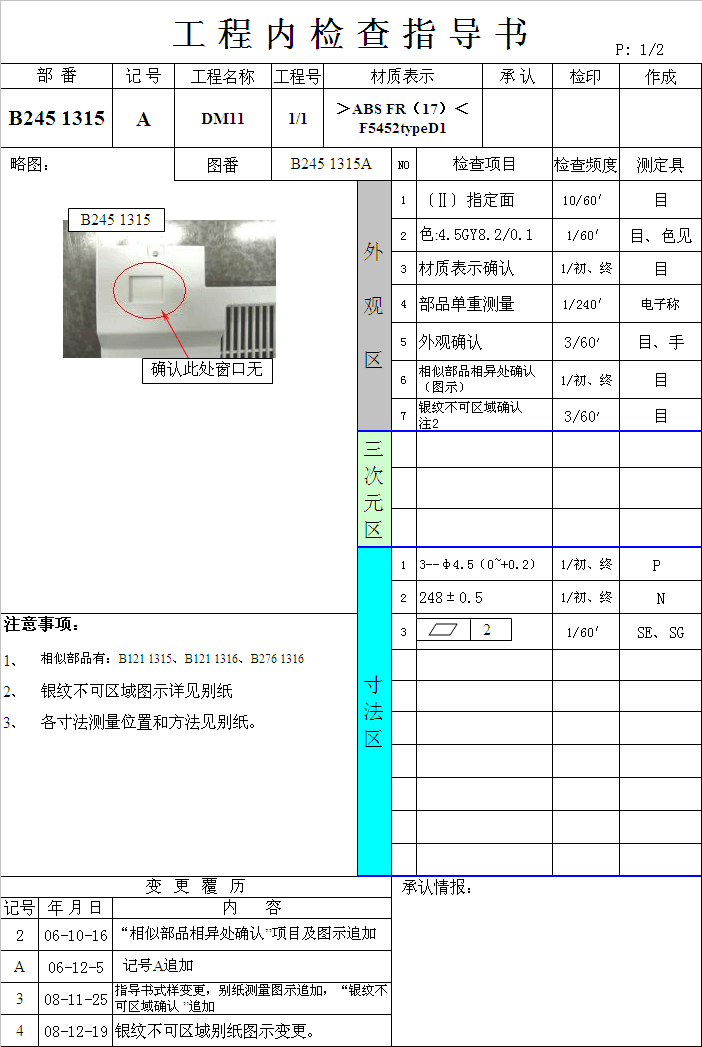 工程内检查指导书
P: 1/2
部番 记号 工程名称 工程号 材质表示 承认 检印 作成
B245 1315 A DM11 1/1 ＞ABS FR（17）＜
F5452typeD1
略图： 图番 B245 1315A NO 检查项目 检查频度 测定具
B245 1315
确认此处窗口无
外观区
1 （Ⅱ）指定面 10/60′ 目
2 色:4.5GY8.2/0.1 1/60′ 目、色见
3 材质表示确认 1/初、终 目
4 部品单重测量 1/240′ 电子称
5 外观确认 3/60′ 目、手
6 相似部品相异处确认
（图示） 1/初、终 目
7 银纹不可区域确认
注2 3/60′ 目
三次元区
寸法区
1 3--φ4.5（0~+0.2） 1/初、终 P
2 248±0.5 1/初、终 N
3 ▱ 2 1/60′ SE、SG
注意事项：
1、 相似部品有：B121 1315、B121 1316、B276 1316
2、 银纹不可区域图示详见别纸
3、 各寸法测量位置和方法见别纸。
变更覆历
记号 年月日 内容
2 06-10-16 “相似部品相异处确认”项目及图示追加
A 06-12-5 记号A追加
3 08-11-25 指导书式样变更，别纸测量图示追加，“银纹不
可区域确认 ”追加
4 08-12-19 银纹不可区域别纸图示变更。
承认情报：